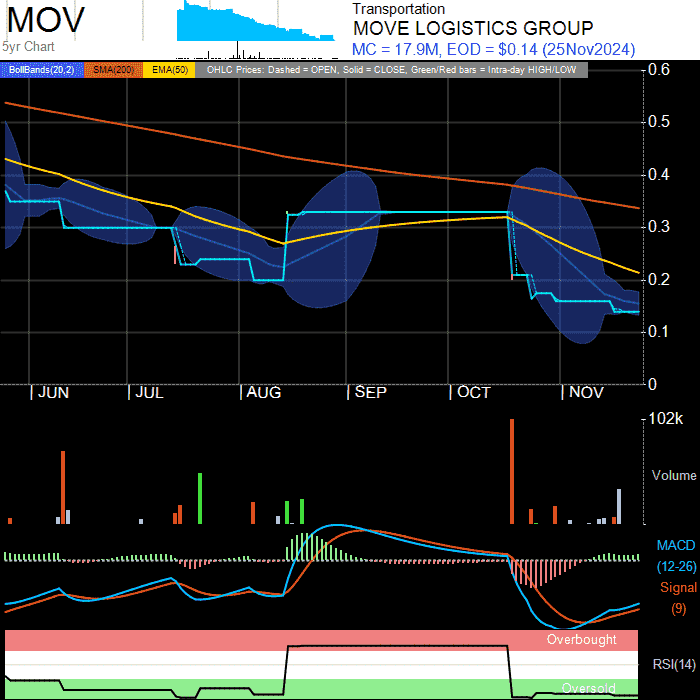 MOV
5yr Chart
Transportation
MOVE LOGISTICS GROUP
MC = 17.9M, EOD = $0.14 (25Nov2024)
BollBands(20,2) SMA(200) EMA(50) OHLC Prices: Dashed = OPEN, Solid = CLOSE, Green/Red bars = Intra-day HIGH/LOW
0.6
0.5
0.4
0.3
0.2
0.1
0
| JUN | JUL | AUG | SEP | OCT | NOV
102k
Volume
MACD
(12-26)
Signal
(9)
Overbought
RSI(14)
Oversold